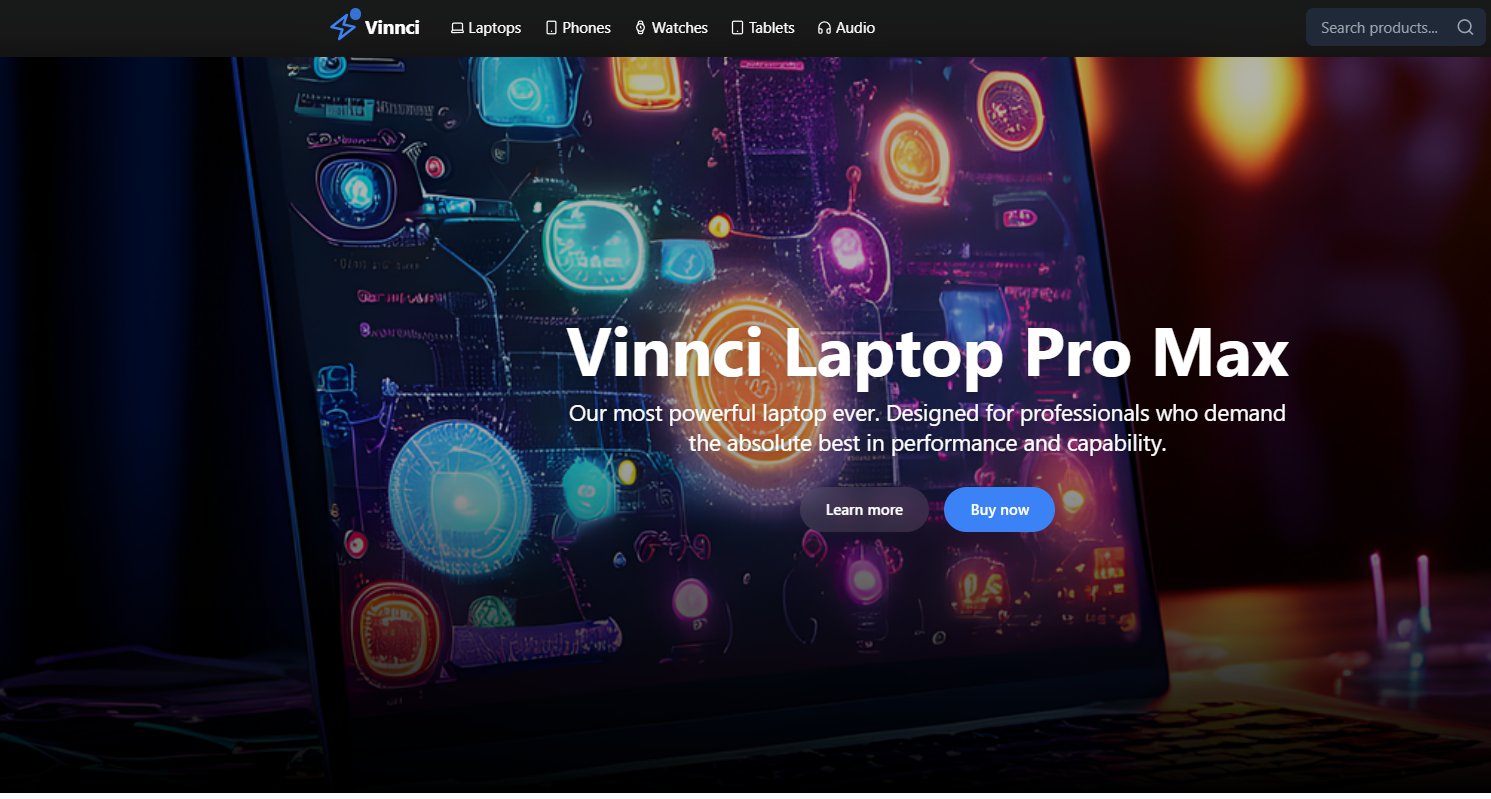 Vinnci
Laptops
Phones
Watches
Tablets
Audio
Search products...
Vinnci Laptop Pro Max
Our most powerful laptop ever. Designed for professionals who demand
the absolute best in performance and capability.
Learn more
Buy now